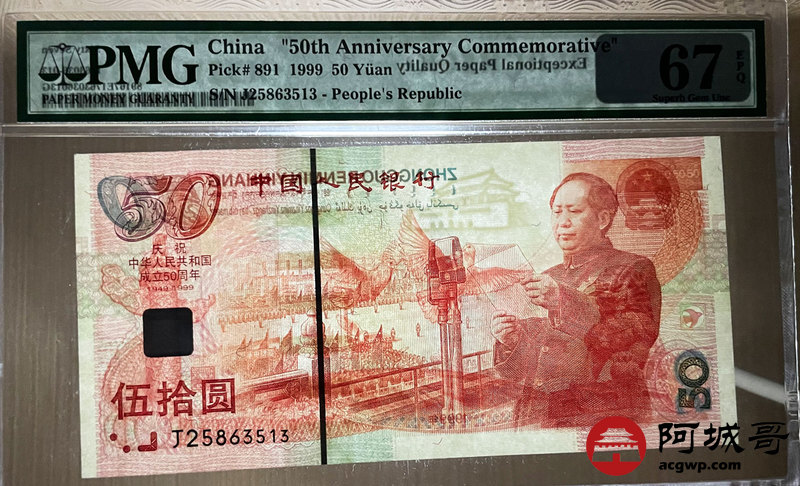 PMG
China "50th Anniversary Commemorative"
Pick# 891 1999 50 Yüan
S/N J25863513 - People's Republic
PAPER MONEY GUARANTY
Exceptional Paper Quality
67
EPQ
Superb Gem Unc
50
中国人民银行
庆祝
中华人民共和国
成立50周年
1949-1999
伍拾圆
J25863513
50
阿城哥
acgwp.com